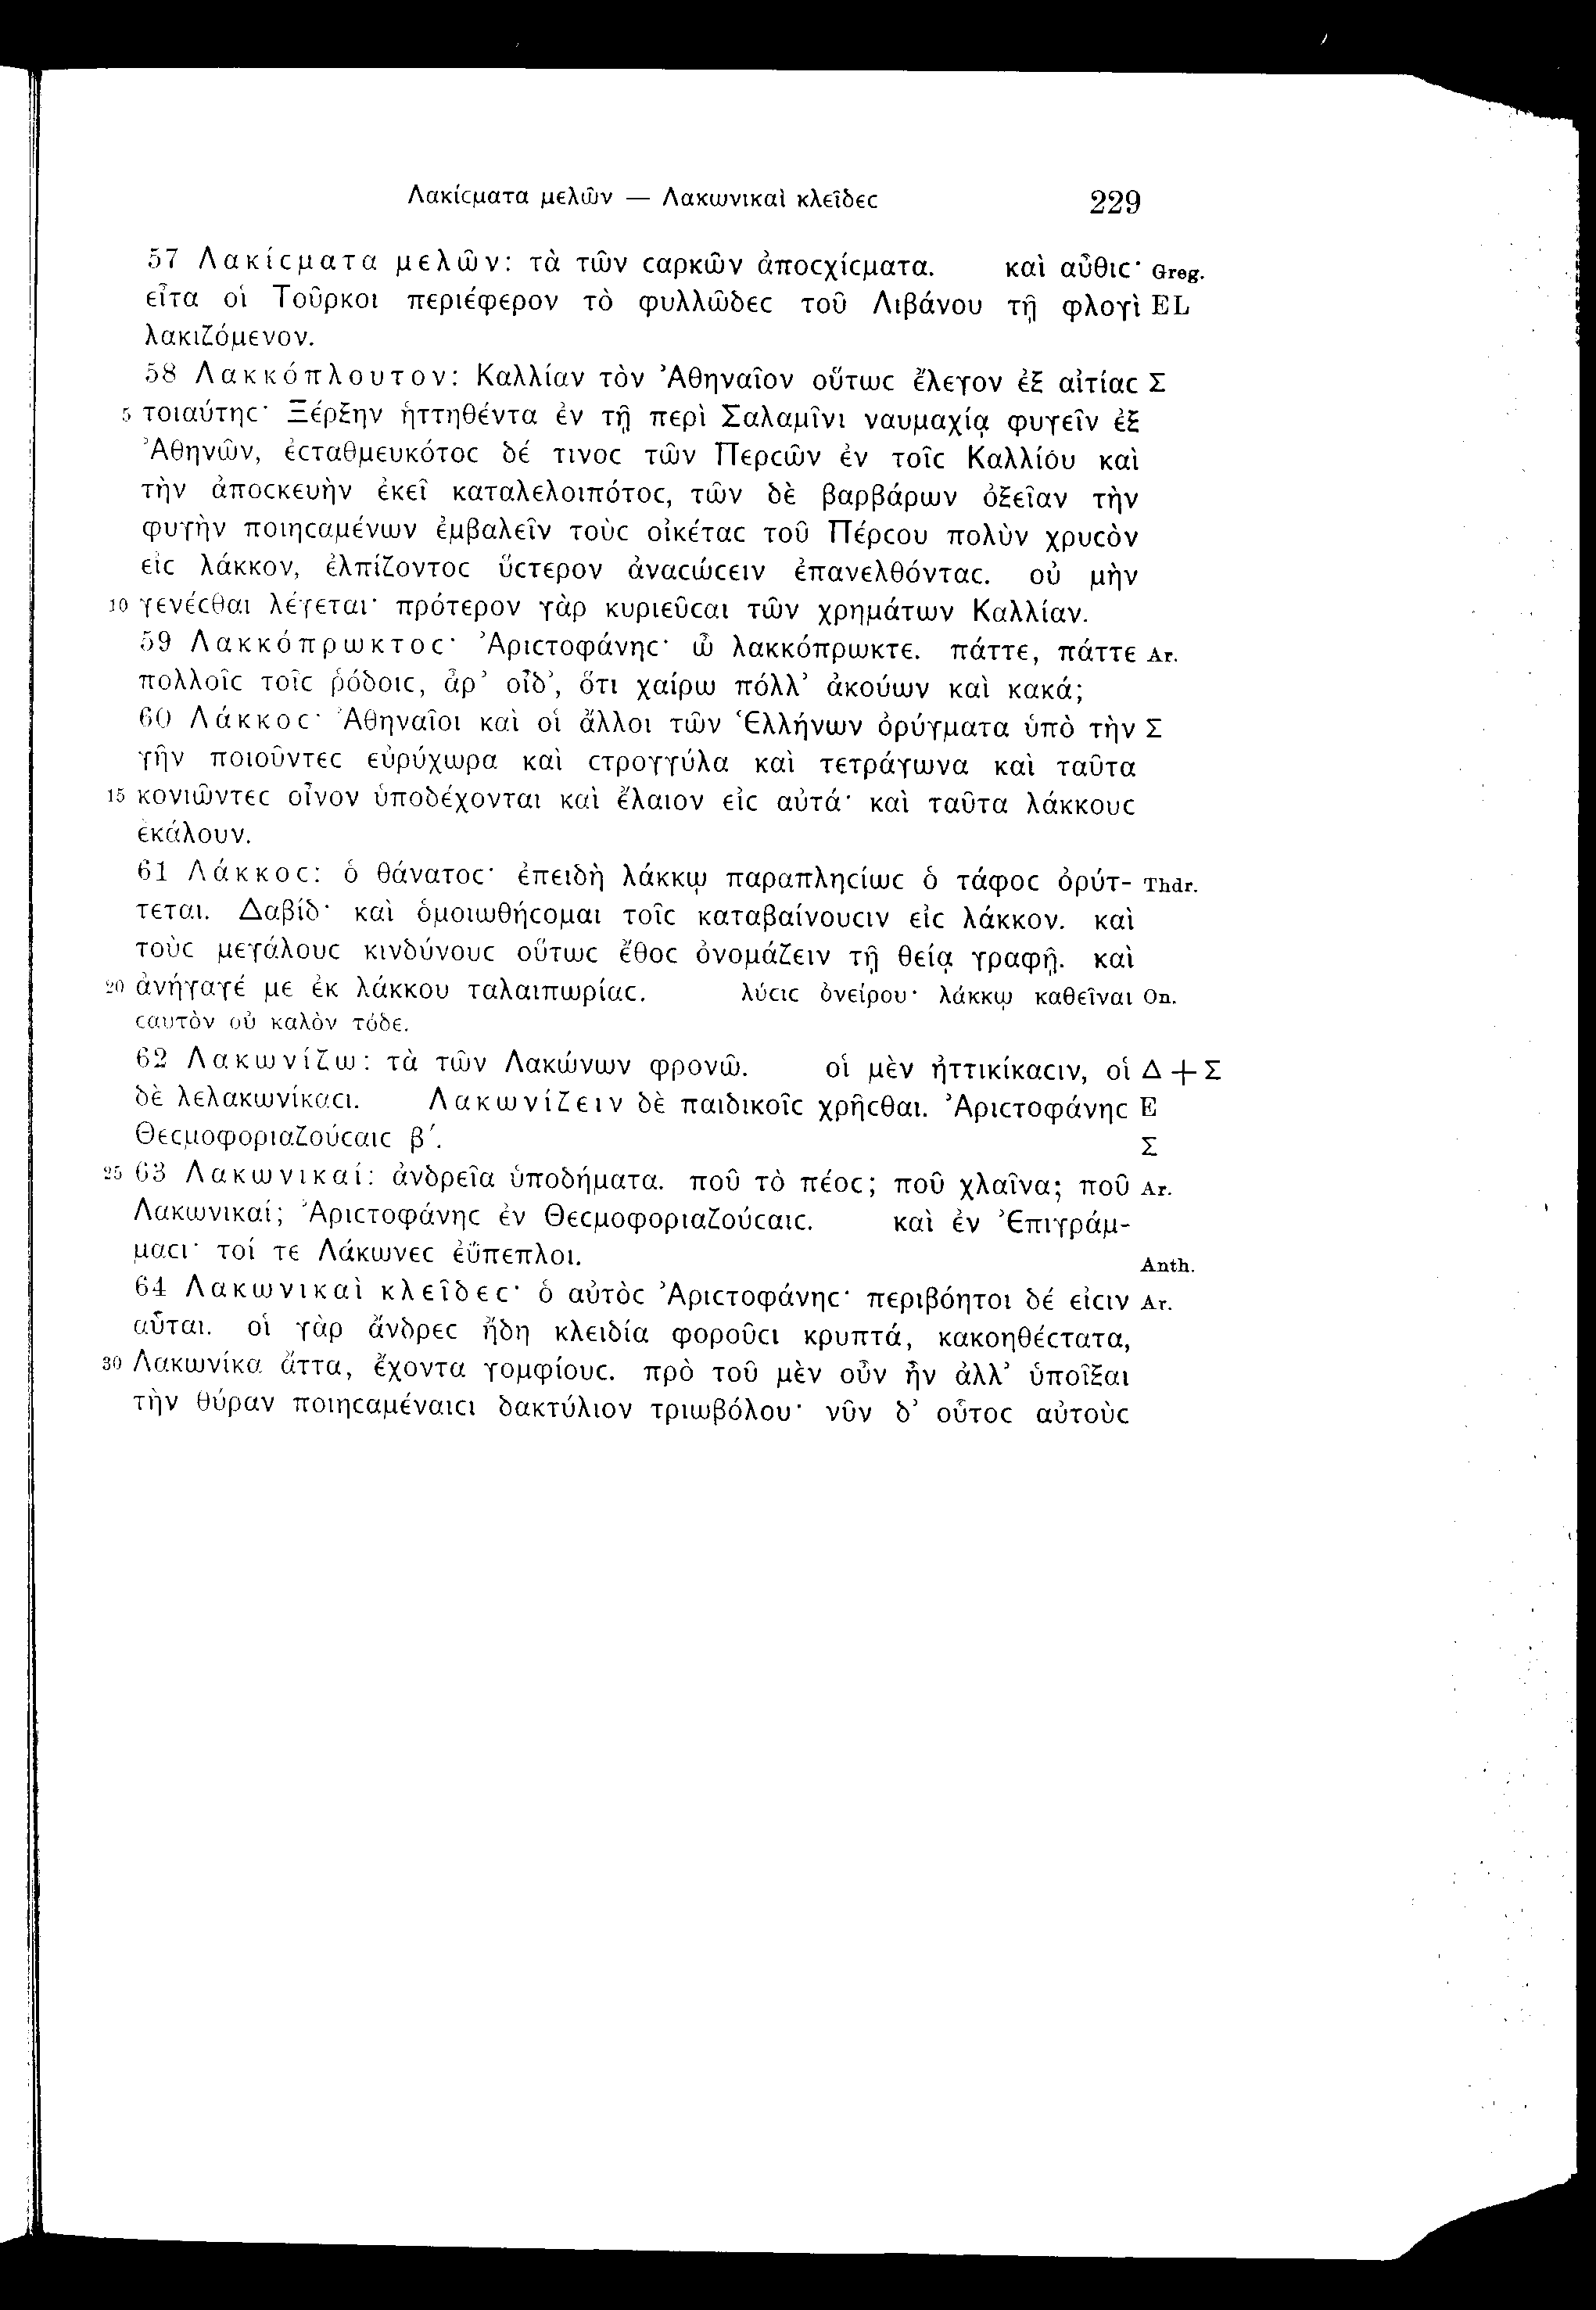 Λακίϲματα μελῶν — Λακωνικαὶ κλεῖδεϲ 229
57 Λακίϲματα μελῶν: τὰ τῶν ϲαρκῶν ἀποϲχίϲματα. καὶ αὖθιϲ· Greg.
εἶτα οἱ Τοῦρκοι περιέφερον τὸ φυλλῶδεϲ τοῦ Λιβάνου τῇ φλογὶ EL
λακιζόμενον.
58 Λακκόπλουτον: Καλλίαν τὸν Ἀθηναῖον οὕτωϲ ἔλεγον ἐξ αἰτίαϲ Σ
5 τοιαύτηϲ· Ξέρξην ἡττηθέντα ἐν τῇ περὶ Σαλαμῖνι ναυμαχίᾳ φυγεῖν ἐξ
Ἀθηνῶν, ἐϲταθμευκότοϲ δέ τινοϲ τῶν Περϲῶν ἐν τοῖϲ Καλλίου καὶ
τὴν ἀποϲκευὴν ἐκεῖ καταλελοιπότοϲ, τῶν δὲ βαρβάρων ὀξεῖαν τὴν
φυγὴν ποιηϲαμένων ἐμβαλεῖν τοὺϲ οἰκέταϲ τοῦ Πέρϲου πολὺν χρυϲὸν
εἰϲ λάκκον, ἐλπίζοντοϲ ὕϲτερον ἀναϲώϲειν ἐπανελθόνταϲ. οὐ μὴν
10 γενέϲθαι λέγεται· πρότερον γὰρ κυριεῦϲαι τῶν χρημάτων Καλλίαν.
59 Λακκόπρωκτοϲ· Ἀριϲτοφάνηϲ· ὦ λακκόπρωκτε. πάττε, πάττε Ar.
πολλοῖϲ τοῖϲ ῥόδοιϲ, ἆρ’ οἶδ’, ὅτι χαίρω πόλλ’ ἀκούων καὶ κακά;
60 Λάκκοϲ· Ἀθηναῖοι καὶ οἱ ἄλλοι τῶν Ἑλλήνων ὀρύγματα ὑπὸ τὴν Σ
γῆν ποιοῦντεϲ εὐρύχωρα καὶ ϲτρογγύλα καὶ τετράγωνα καὶ ταῦτα
15 κονιῶντεϲ οἶνον ὑποδέχονται καὶ ἔλαιον εἰϲ αὐτά· καὶ ταῦτα λάκκουϲ
ἐκάλουν.
61 Λάκκοϲ: ὁ θάνατοϲ· ἐπειδὴ λάκκῳ παραπληϲίωϲ ὁ τάφοϲ ὀρύτ- Thdr.
τεται. Δαβίδ· καὶ ὁμοιωθήϲομαι τοῖϲ καταβαίνουϲιν εἰϲ λάκκον. καὶ
τοὺϲ μεγάλουϲ κινδύνουϲ οὕτωϲ ἔθοϲ ὀνομάζειν τῇ θείᾳ γραφῇ. καὶ
20 ἀνήγαγέ με ἐκ λάκκου ταλαιπωρίαϲ. λύϲιϲ ὀνείρου· λάκκῳ καθεῖναι On.
ϲαυτὸν οὐ καλὸν τόδε.
62 Λακωνίζω: τὰ τῶν Λακώνων φρονῶ. οἱ μὲν ἠττικίκαϲιν, οἱ Δ + Σ
δὲ λελακωνίκαϲι. Λακωνίζειν δὲ παιδικοῖϲ χρῆϲθαι. Ἀριϲτοφάνηϲ E
Θεϲμοφοριαζούϲαιϲ β´. Σ
25 63 Λακωνικαί: ἀνδρεῖα ὑποδήματα. ποῦ τὸ πέοϲ; ποῦ χλαῖνα; ποῦ Ar.
Λακωνικαί; Ἀριϲτοφάνηϲ ἐν Θεϲμοφοριαζούϲαιϲ. καὶ ἐν Ἐπιγράμ-
μαϲι· τοί τε Λάκωνεϲ ἐΰπεπλοι. Anth.
64 Λακωνικαὶ κλεῖδεϲ· ὁ αὐτὸϲ Ἀριϲτοφάνηϲ· περιβόητοι δέ εἰϲιν Ar.
αὗται. οἱ γὰρ ἄνδρεϲ ἤδη κλειδία φοροῦϲι κρυπτά, κακοηθέϲτατα,
30 Λακωνίκα ἄττα, ἔχοντα γομφίουϲ. πρὸ τοῦ μὲν οὖν ἦν ἀλλ’ ὑποῖξαι
τὴν θύραν ποιηϲαμέναιϲι δακτύλιον τριωβόλου· νῦν δ’ οὗτοϲ αὐτοὺϲ